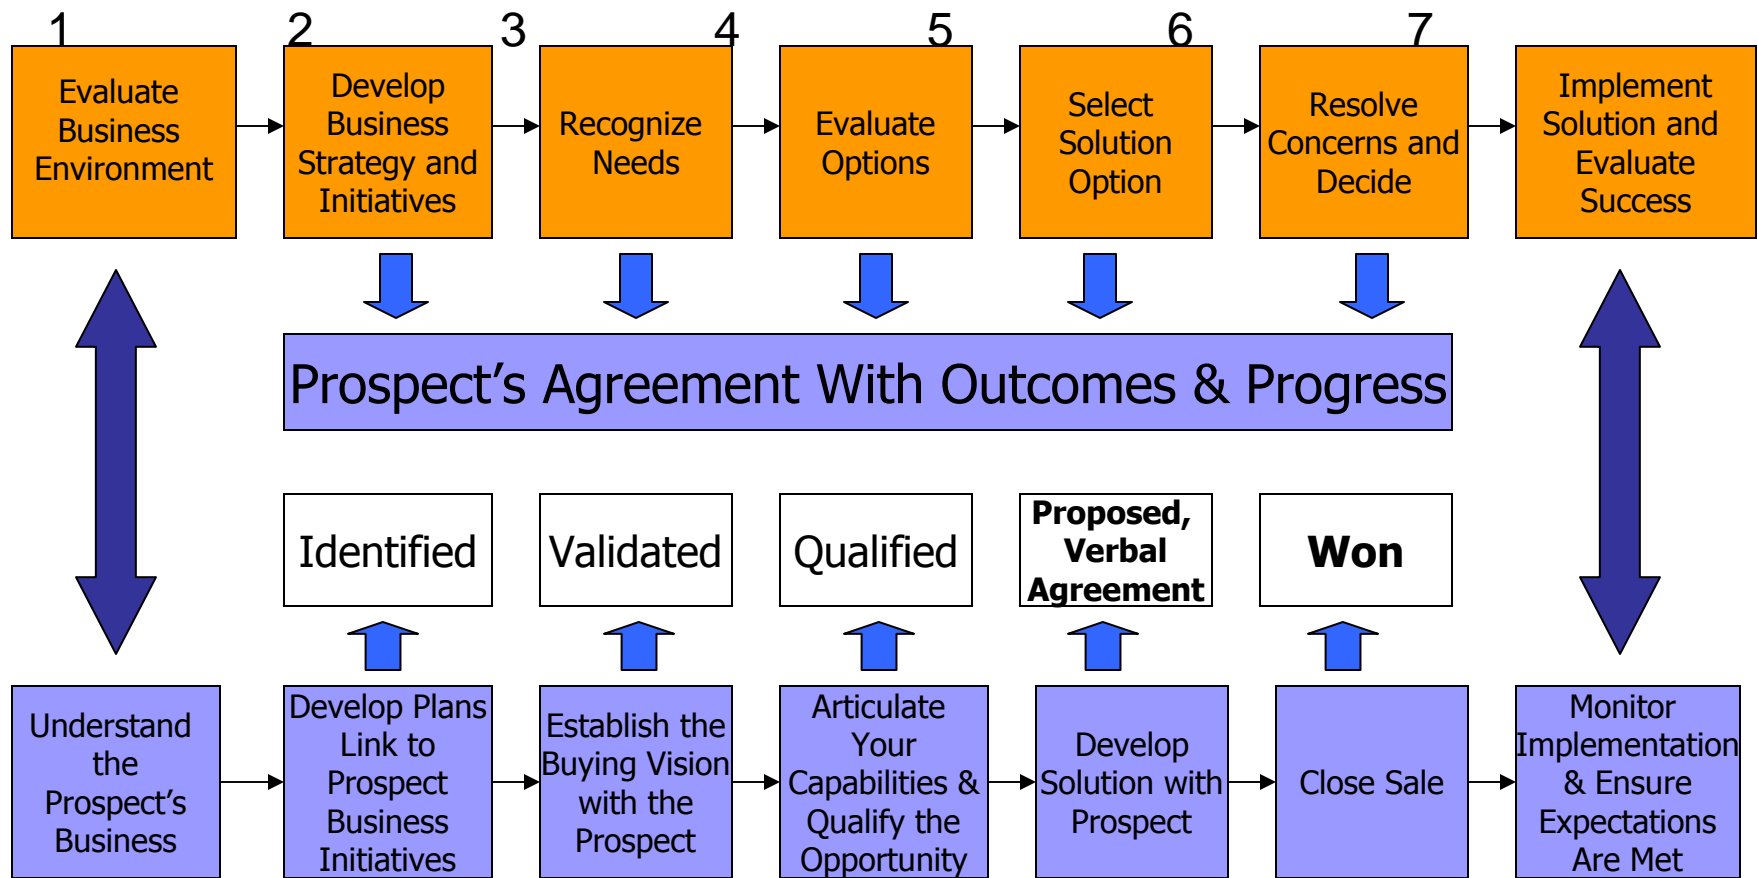 1 2 3 4 5 6 7
Evaluate
Business
Environment
Develop
Business
Strategy and
Initiatives
Recognize
Needs
Evaluate
Options
Select
Solution
Option
Resolve
Concerns and
Decide
Implement
Solution and
Evaluate
Success
Prospect’s Agreement With Outcomes & Progress
Identified
Validated
Qualified
Proposed,
Verbal
Agreement
Won
Understand
the
Prospect’s
Business
Develop Plans
Link to
Prospect
Business
Initiatives
Establish the
Buying Vision
with the
Prospect
Articulate
Your
Capabilities &
Qualify the
Opportunity
Develop
Solution with
Prospect
Close Sale
Monitor
Implementation
& Ensure
Expectations
Are Met